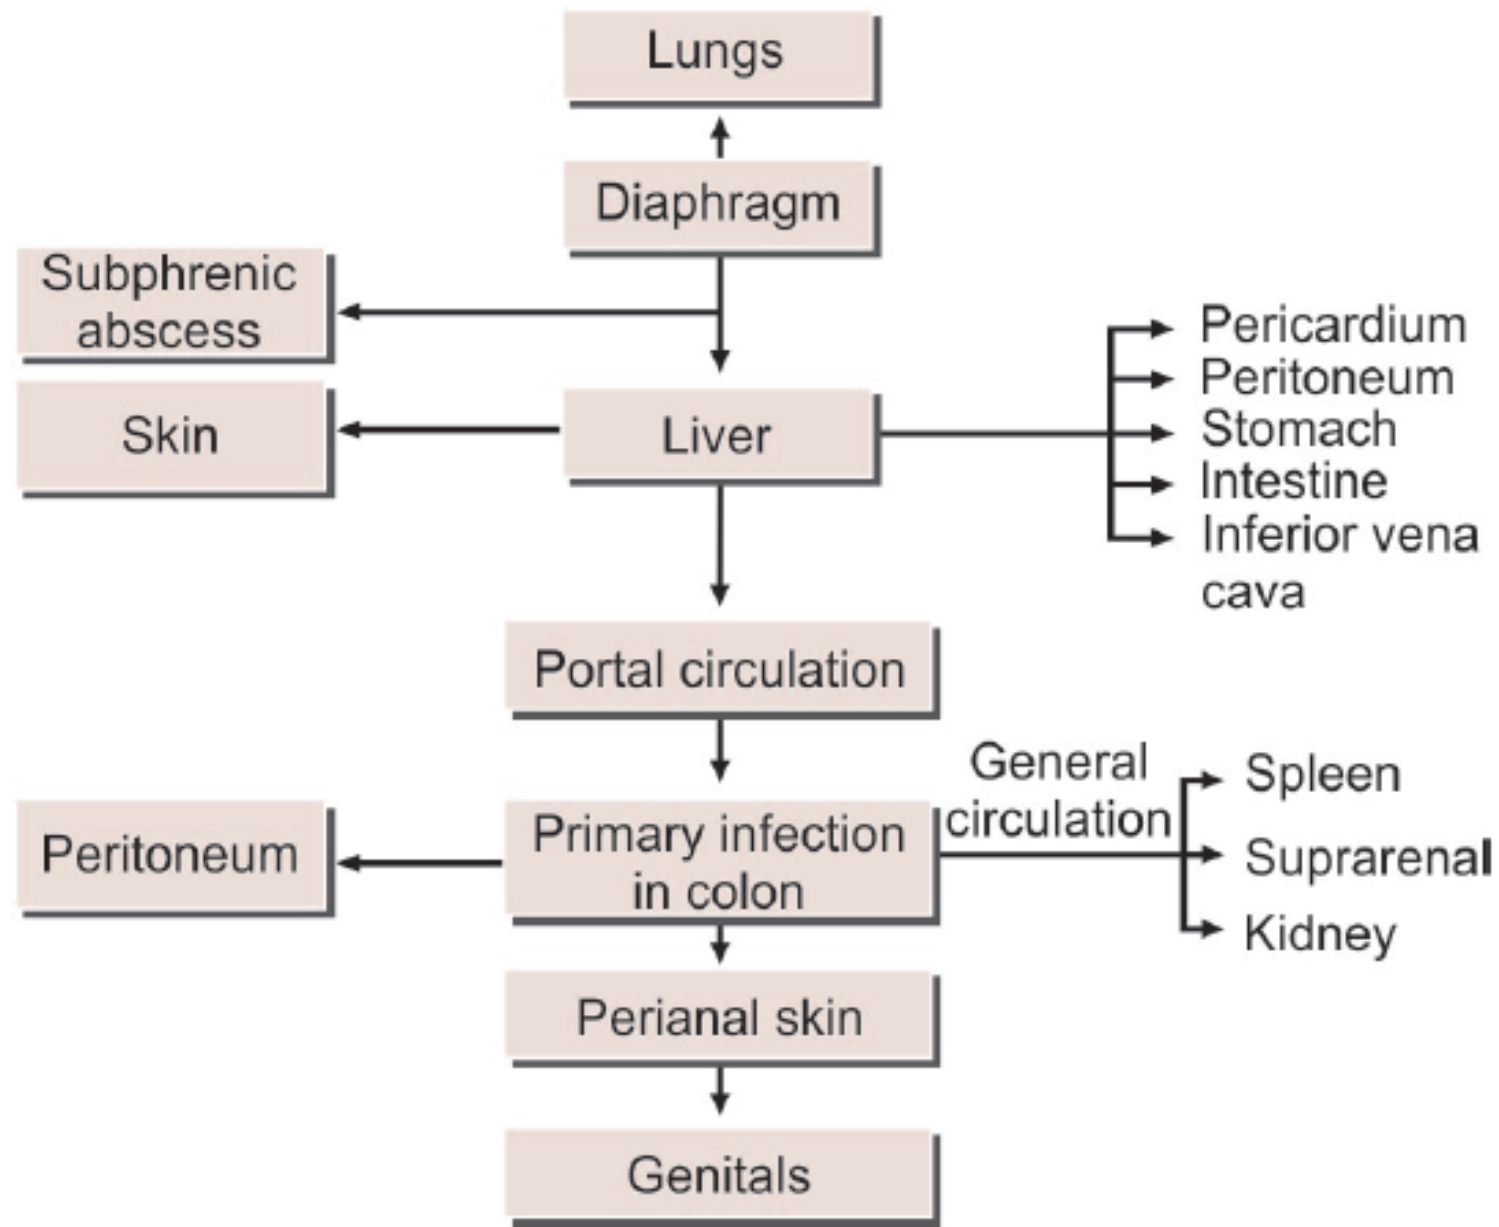 Lungs
Diaphragm
Subphrenic
abscess
Skin
Liver
Pericardium
Peritoneum
Stomach
Intestine
Inferior vena
cava
Portal circulation
Peritoneum
Primary infection
in colon
General
circulation
Spleen
Suprarenal
Kidney
Perianal skin
Genitals